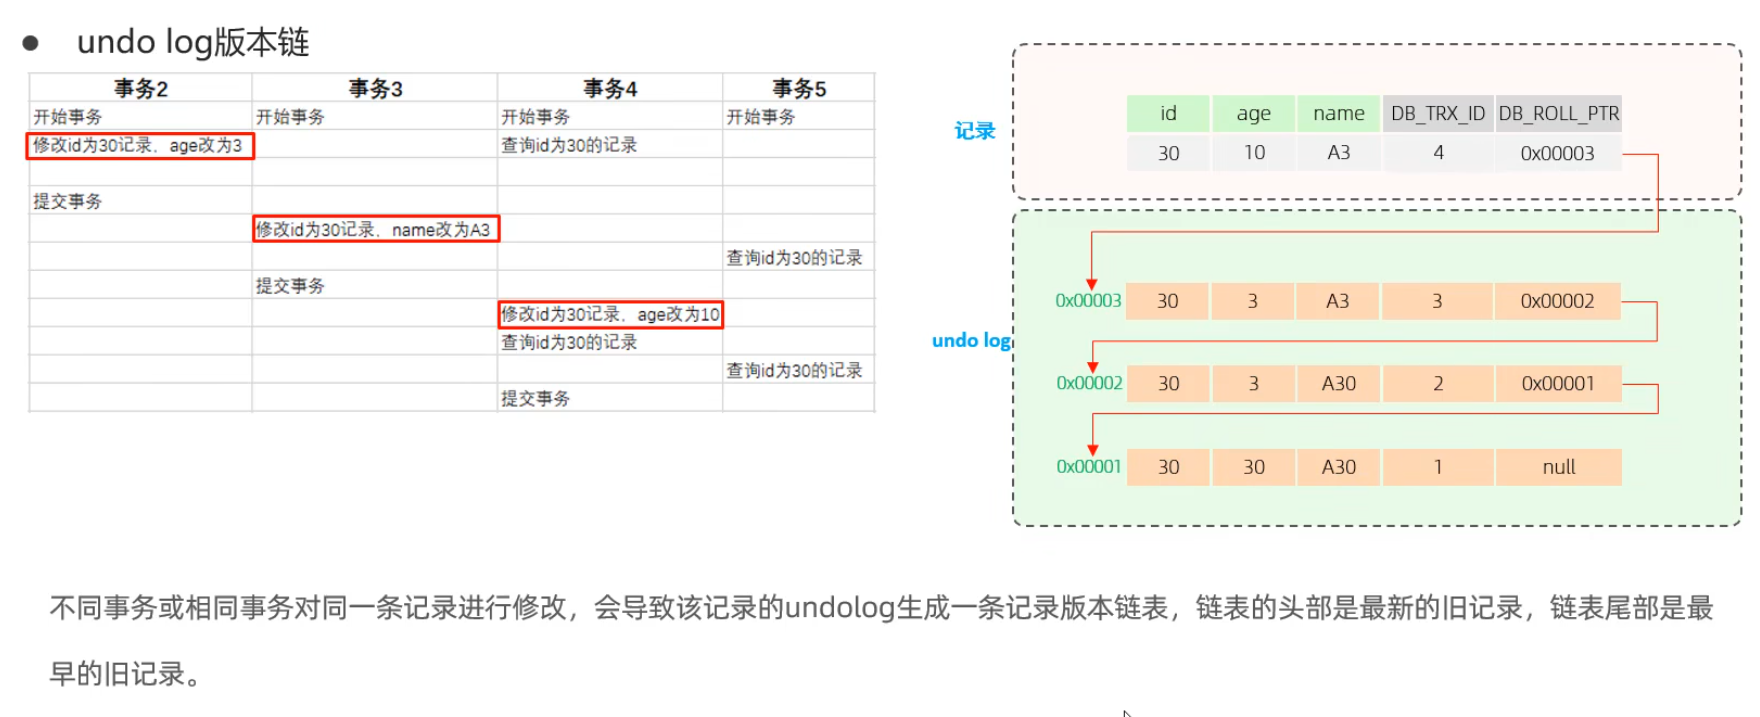 ● undo log版本链
事务2 事务3 事务4 事务5
开始事务 开始事务 开始事务 开始事务
修改id为30记录，age改为3 查询id为30的记录
提交事务
修改id为30记录，name改为A3
查询id为30的记录
提交事务
修改id为30记录，age改为10
查询id为30的记录
查询id为30的记录
提交事务
记录
id age name DB_TRX_ID DB_ROLL_PTR
30 10 A3 4 0x00003
undo log
0x00003 30 3 A3 3 0x00002
0x00002 30 3 A30 2 0x00001
0x00001 30 30 A30 1 null
不同事务或相同事务对同一条记录进行修改，会导致该记录的undolog生成一条记录版本链表，链表的头部是最新的旧记录，链表尾部是最
早的旧记录。